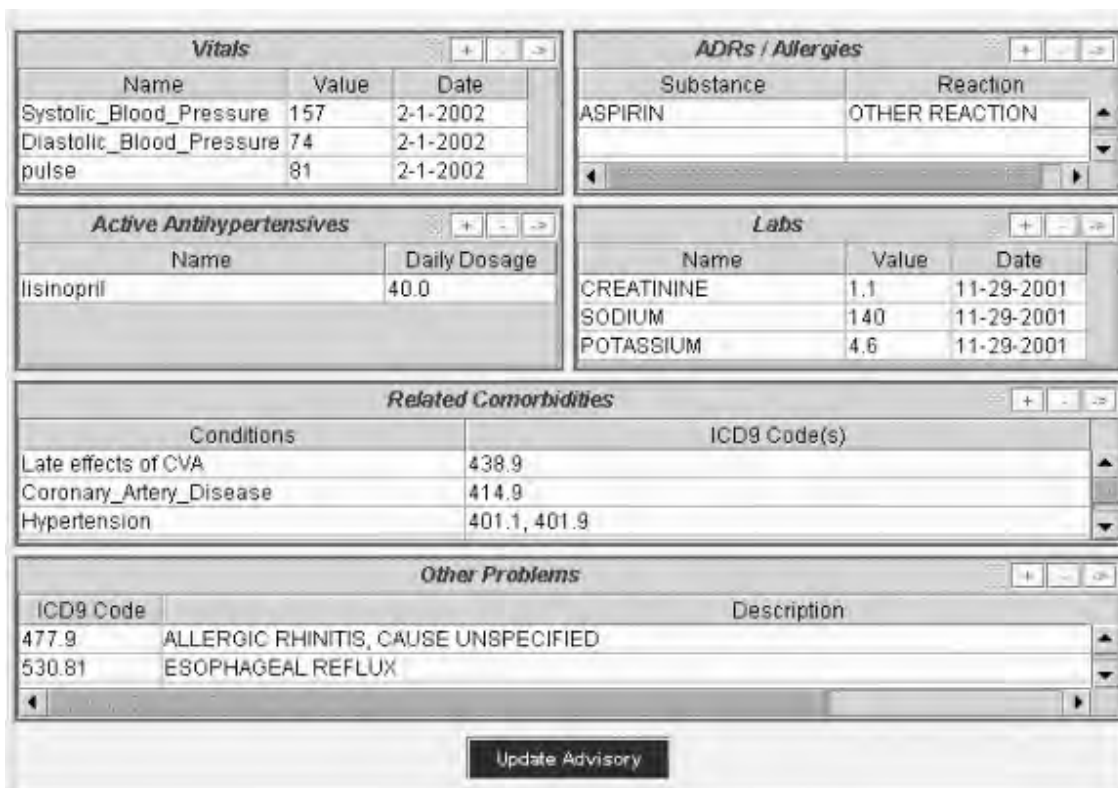 Vitals + - ->
Name Value Date
Systolic_Blood_Pressure 157 2-1-2002
Diastolic_Blood_Pressure 74 2-1-2002
pulse 81 2-1-2002
ADRs / Allergies + - ->
Substance Reaction
ASPIRIN OTHER REACTION
Active Antihypertensives + - ->
Name Daily Dosage
lisinopril 40.0
Labs + - ->
Name Value Date
CREATININE 1.1 11-29-2001
SODIUM 140 11-29-2001
POTASSIUM 4.6 11-29-2001
Related Comorbidities + - ->
Conditions ICD9 Code(s)
Late effects of CVA 438.9
Coronary_Artery_Disease 414.9
Hypertension 401.1, 401.9
Other Problems + - ->
ICD9 Code Description
477.9 ALLERGIC RHINITIS, CAUSE UNSPECIFIED
530.81 ESOPHAGEAL REFLUX
Update Advisory